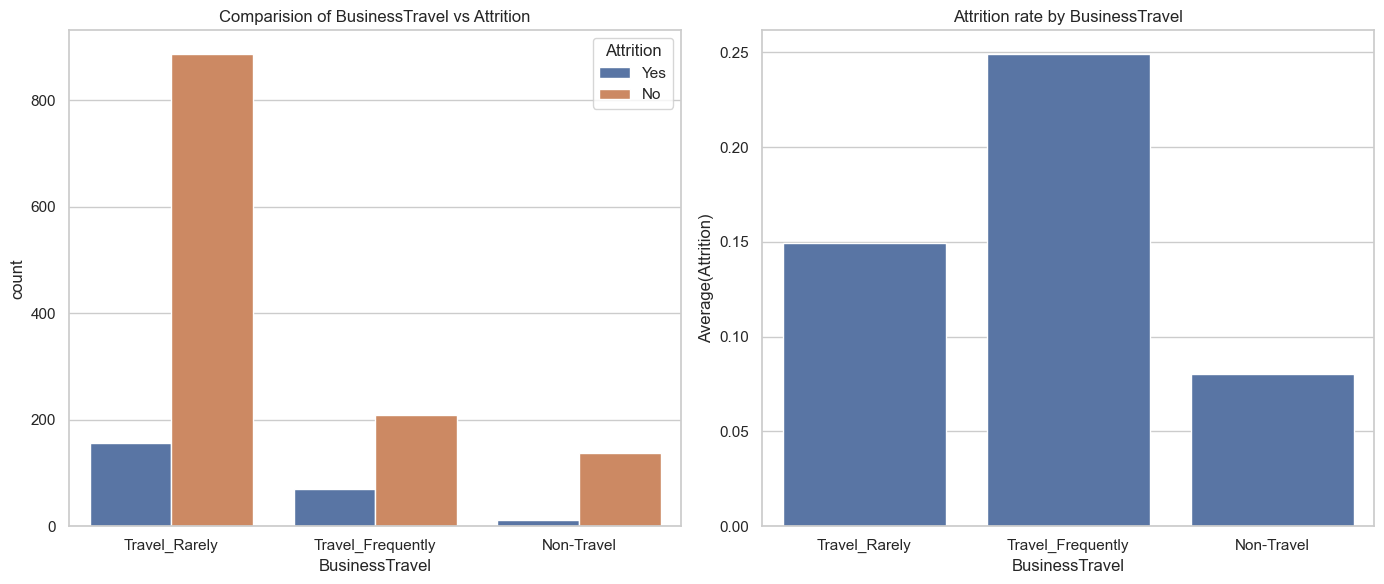 Comparision of BusinessTravel vs Attrition
Attrition
Yes
No
800
600
400
200
0
count
Travel_Rarely
Travel_Frequently
Non-Travel
BusinessTravel
Attrition rate by BusinessTravel
0.25
0.20
0.15
0.10
0.05
0.00
Average(Attrition)
Travel_Rarely
Travel_Frequently
Non-Travel
BusinessTravel